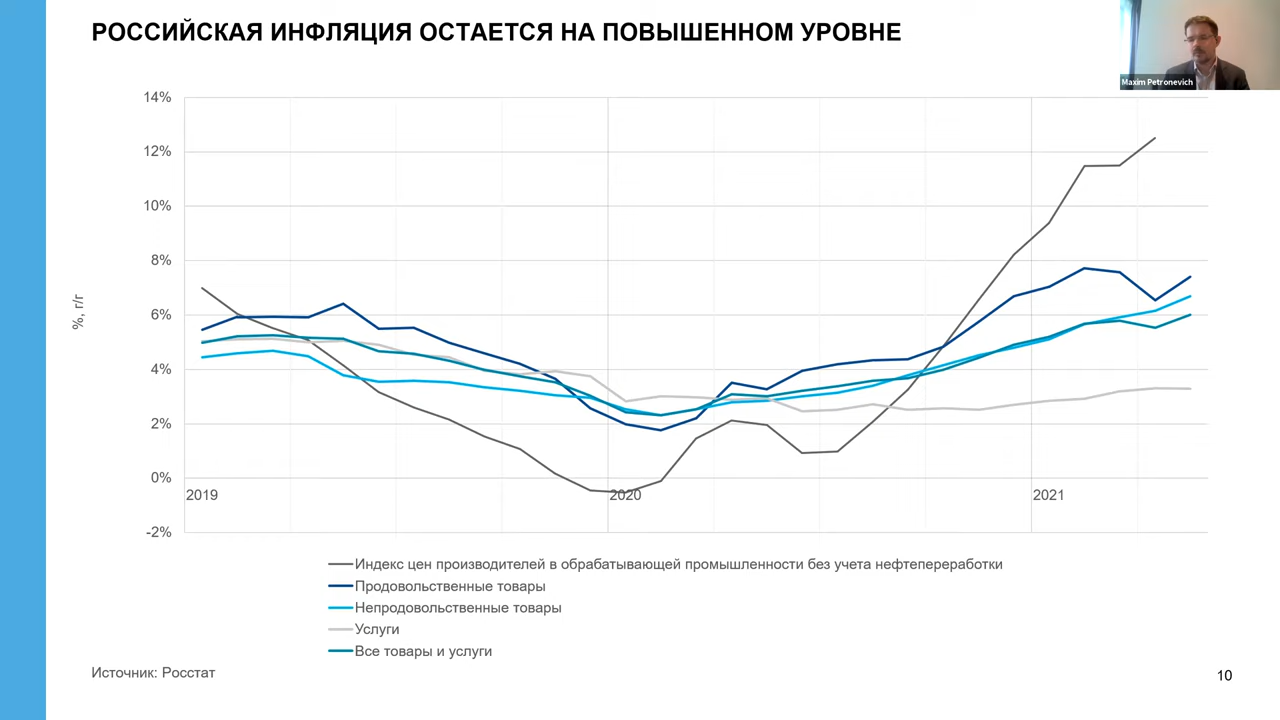 РОССИЙСКАЯ ИНФЛЯЦИЯ ОСТАЕТСЯ НА ПОВЫШЕННОМ УРОВНЕ
Maxim Petronevich
14%
12%
10%
8%
6%
4%
2%
0%
-2%
%, г/г
2019
2020
2021
Индекс цен производителей в обрабатывающей промышленности без учета нефтепереработки
Продовольственные товары
Непродовольственные товары
Услуги
Все товары и услуги
Источник: Росстат
10